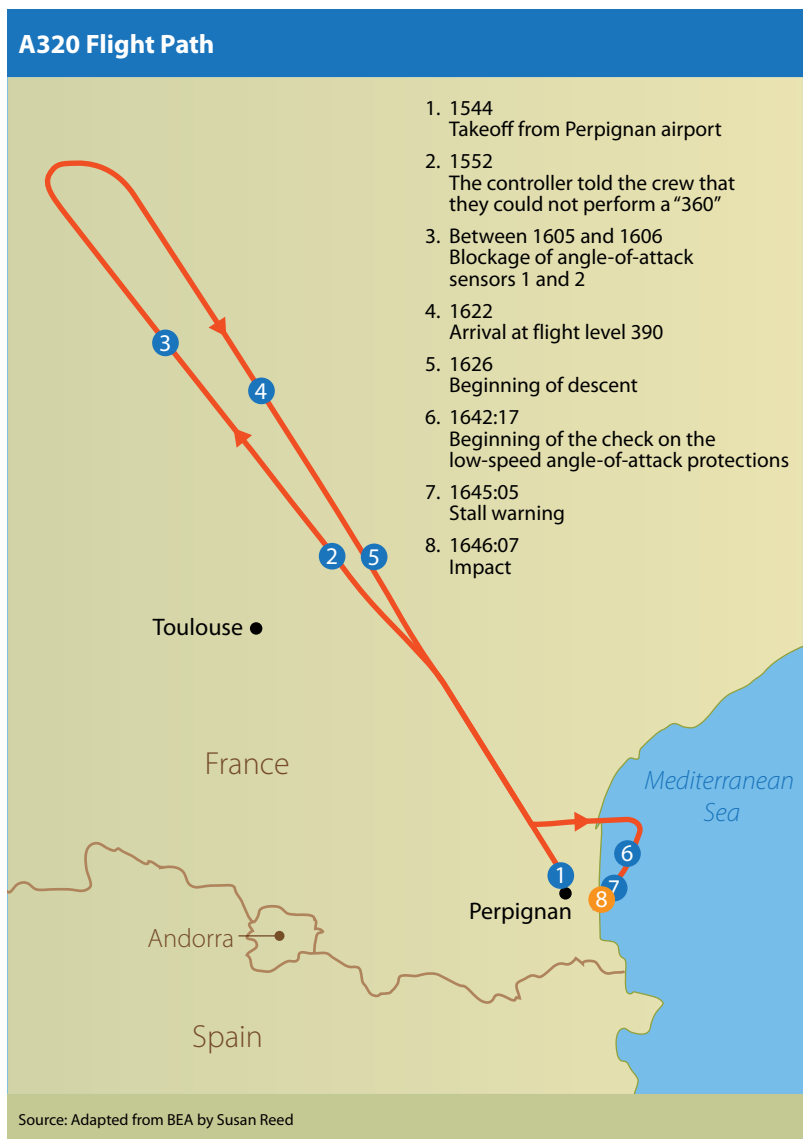 A320 Flight Path
1. 1544
Takeoff from Perpignan airport
2. 1552
The controller told the crew that
they could not perform a “360”
3. Between 1605 and 1606
Blockage of angle-of-attack
sensors 1 and 2
4. 1622
Arrival at flight level 390
5. 1626
Beginning of descent
6. 1642:17
Beginning of the check on the
low-speed angle-of-attack protections
7. 1645:05
Stall warning
8. 1646:07
Impact
3
4
2
5
Toulouse
France
Mediterranean
Sea
6
1
7
8
Perpignan
Andorra
Spain
Source: Adapted from BEA by Susan Reed